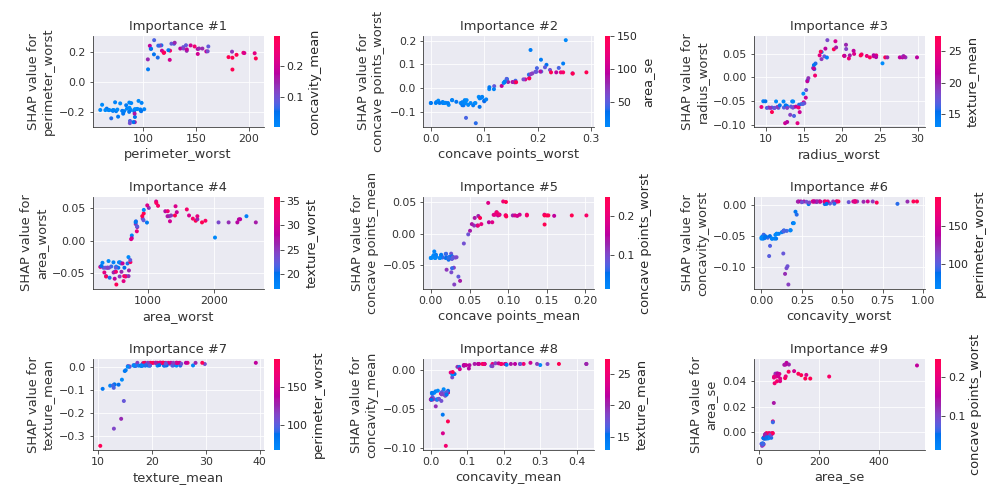 Importance #1
SHAP value for
perimeter_worst
0.2
0.0
−0.2
100
150
200
perimeter_worst
0.2
0.1
concavity_mean
Importance #2
SHAP value for
concave points_worst
0.2
0.1
0.0
−0.1
0.0
0.1
0.2
0.3
concave points_worst
150
100
50
area_se
Importance #3
SHAP value for
radius_worst
0.05
0.00
−0.05
−0.10
10
15
20
25
30
radius_worst
25
20
15
texture_mean
Importance #4
SHAP value for
area_worst
0.05
0.00
−0.05
1000
2000
area_worst
35
30
25
20
texture_worst
Importance #5
SHAP value for
concave points_mean
0.05
0.00
−0.05
0.00
0.05
0.10
0.15
0.20
concave points_mean
0.2
0.1
concave points_worst
Importance #6
SHAP value for
concavity_worst
0.00
−0.05
−0.10
0.00
0.25
0.50
0.75
1.00
concavity_worst
150
100
perimeter_worst
Importance #7
SHAP value for
texture_mean
0.0
−0.1
−0.2
−0.3
10
20
30
40
texture_mean
150
100
perimeter_worst
Importance #8
SHAP value for
concavity_mean
0.00
−0.05
−0.10
0.0
0.1
0.2
0.3
0.4
concavity_mean
25
20
15
texture_mean
Importance #9
SHAP value for
area_se
0.04
0.02
0.00
0
200
400
area_se
0.2
0.1
concave points_worst